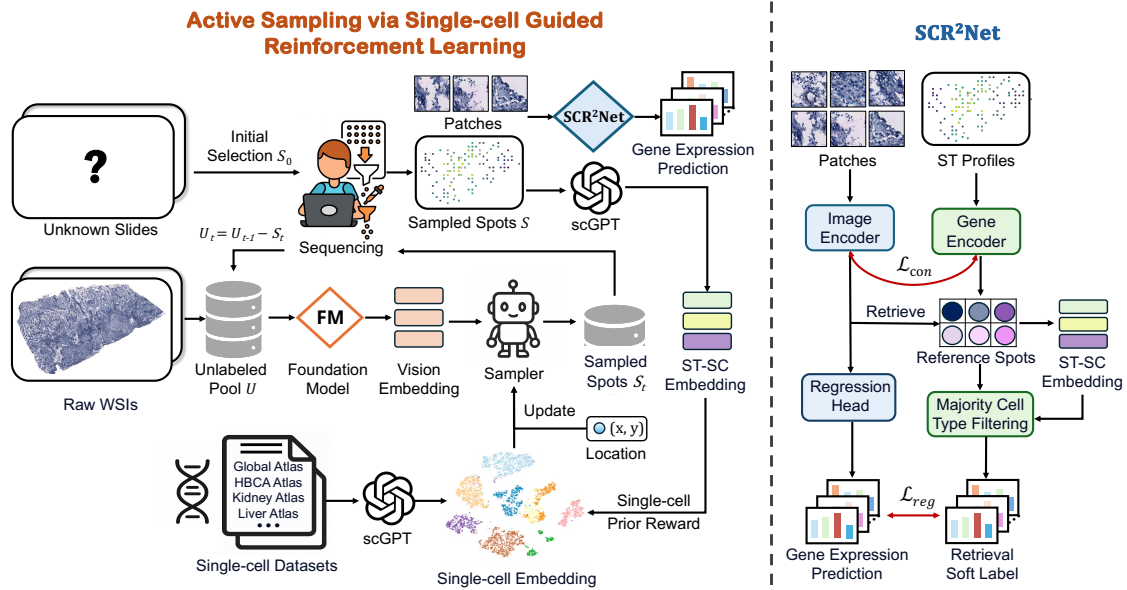 Active Sampling via Single-cell Guided
Reinforcement Learning
?
Unknown Slides
Initial
Selection S₀
Sequencing
Patches
SCR²Net
Gene Expression
Prediction
Sampled Spots S
scGPT
Uₜ = Uₜ₋₁ − Sₜ
Raw WSIs
Unlabeled
Pool U
FM
Foundation
Model
Vision
Embedding
Sampler
Sampled
Spots Sₜ
ST-SC
Embedding
Update
(x, y)
Location
Global Atlas
HBCA Atlas
Kidney Atlas
Liver Atlas
•••
Single-cell Datasets
scGPT
Single-cell Embedding
Single-cell
Prior Reward
SCR²Net
Patches
ST Profiles
Image
Encoder
Gene
Encoder
ℒcon
Retrieve
Reference Spots
ST-SC
Embedding
Regression
Head
Majority Cell
Type Filtering
ℒreg
Gene Expression
Prediction
Retrieval
Soft Label